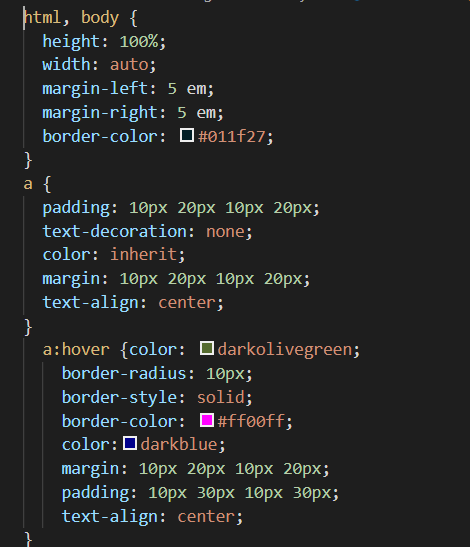 html, body {
height: 100%;
width: auto;
margin-left: 5 em;
margin-right: 5 em;
border-color: #011f27;
}
a {
padding: 10px 20px 10px 20px;
text-decoration: none;
color: inherit;
margin: 10px 20px 10px 20px;
text-align: center;
}
a:hover {color: darkolivegreen;
border-radius: 10px;
border-style: solid;
border-color: #ff00ff;
color: darkblue;
margin: 10px 20px 10px 20px;
padding: 10px 30px 10px 30px;
text-align: center;
}